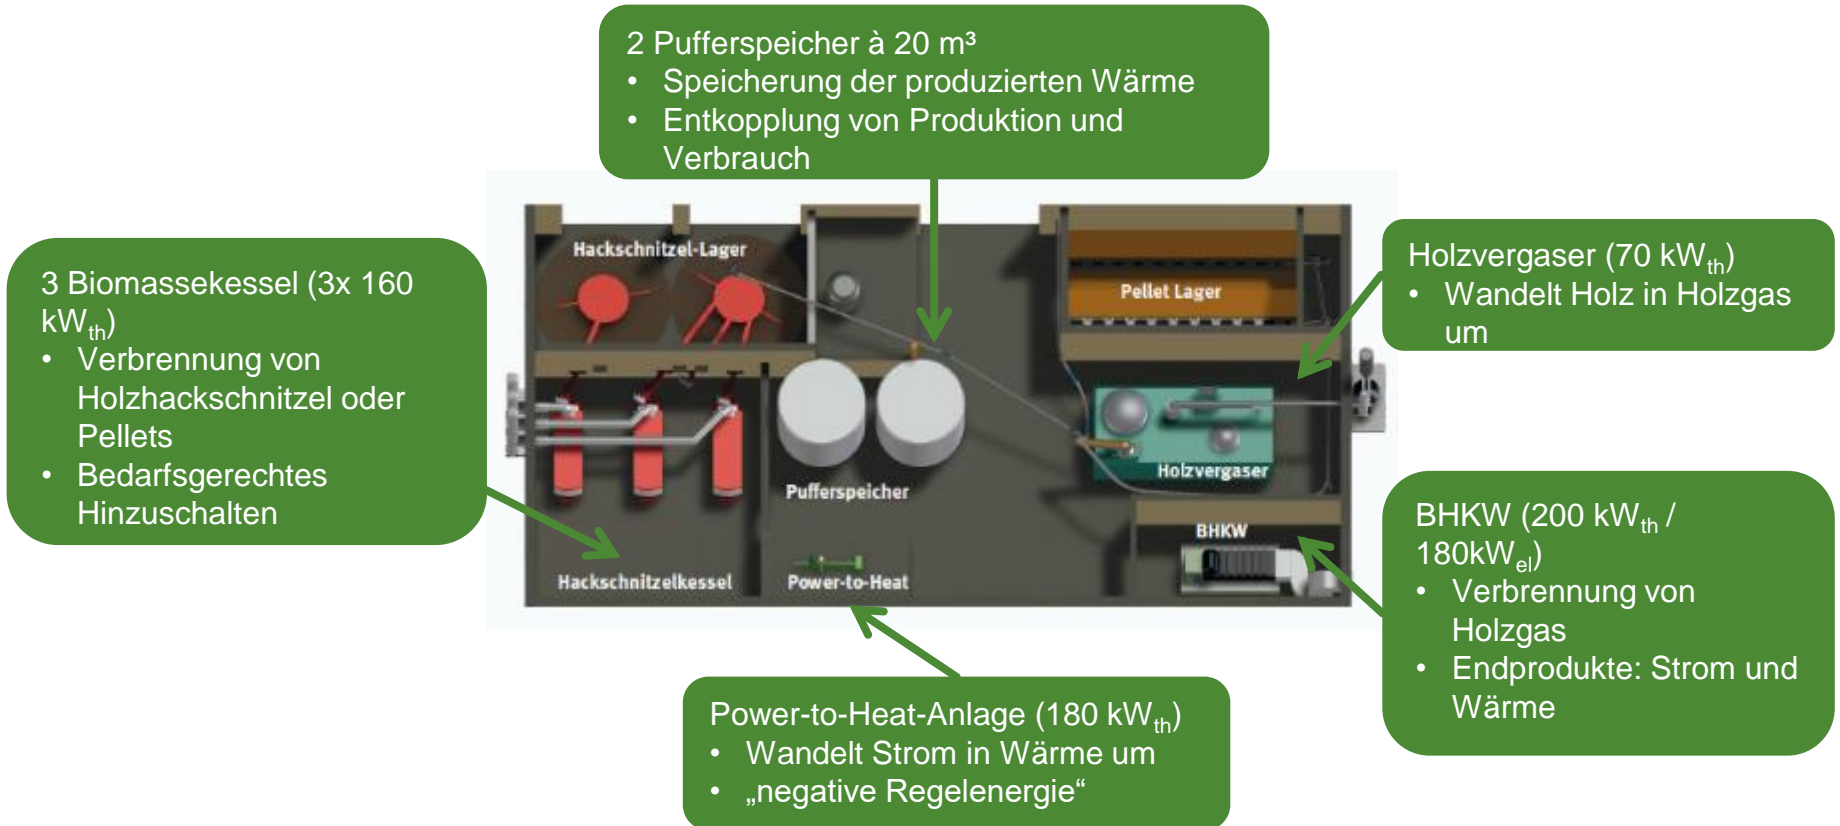 2 Pufferspeicher à 20 m³
• Speicherung der produzierten Wärme
• Entkopplung von Produktion und
Verbrauch
3 Biomassekessel (3x 160
kWth)
• Verbrennung von
Holzhackschnitzel oder
Pellets
• Bedarfsgerechtes
Hinzuschalten
Hackschnitzel-Lager
Pellet Lager
Pufferspeicher
Holzvergaser
BHKW
Hackschnitzelkessel
Power-to-Heat
Holzvergaser (70 kWth)
• Wandelt Holz in Holzgas
um
BHKW (200 kWth /
180kWel)
• Verbrennung von
Holzgas
• Endprodukte: Strom und
Wärme
Power-to-Heat-Anlage (180 kWth)
• Wandelt Strom in Wärme um
• „negative Regelenergie“